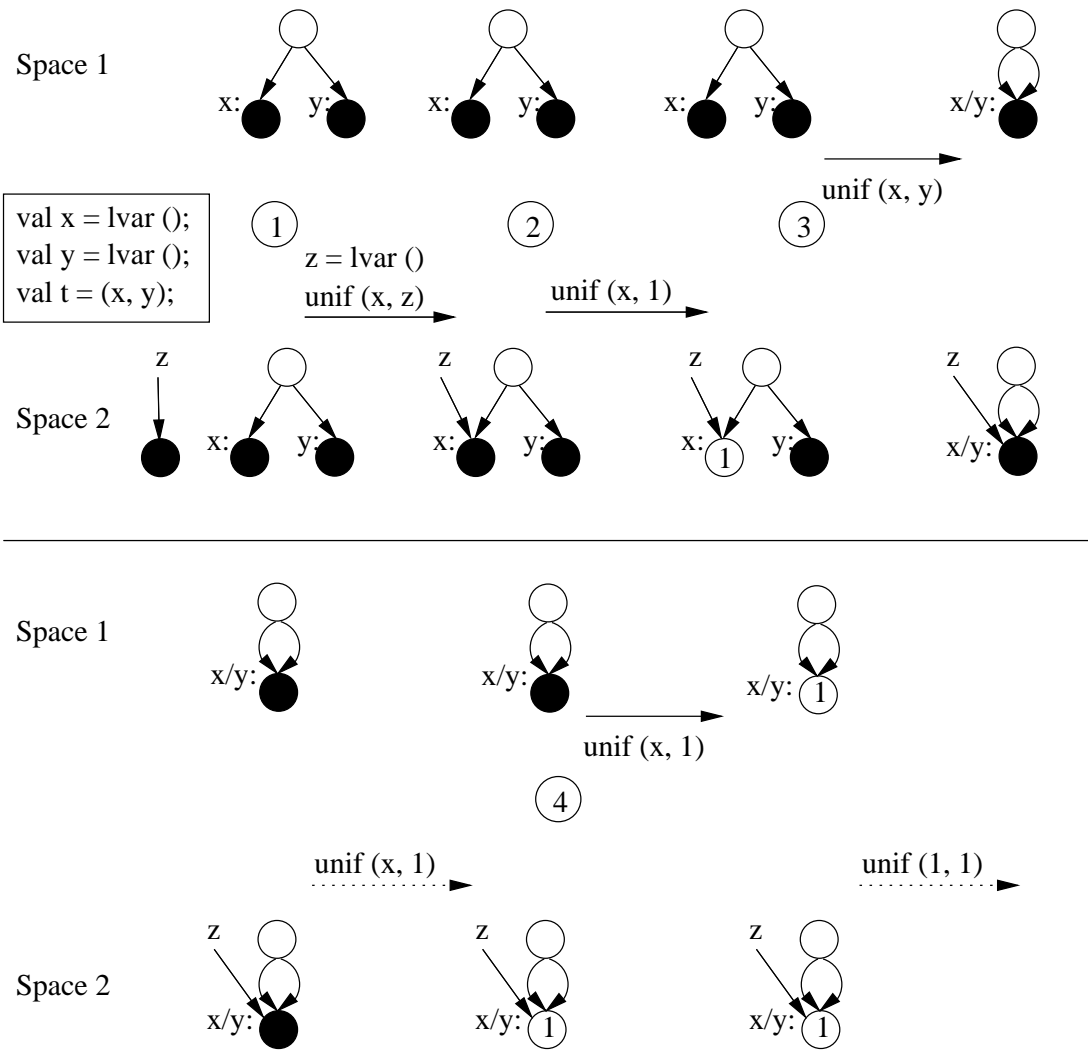 Space 1
x: y: x: y: x: y: x/y:
unif (x, y)
val x = lvar ();
val y = lvar ();
val t = (x, y);
1 2 3
z = lvar ()
unif (x, z)
unif (x, 1)
z z z z
Space 2
x: y: x: y: x: 1 y: x/y:
Space 1
x/y: x/y: x/y: 1
unif (x, 1)
4
unif (x, 1) unif (1, 1)
z z z
Space 2
x/y: x/y: 1 x/y: 1